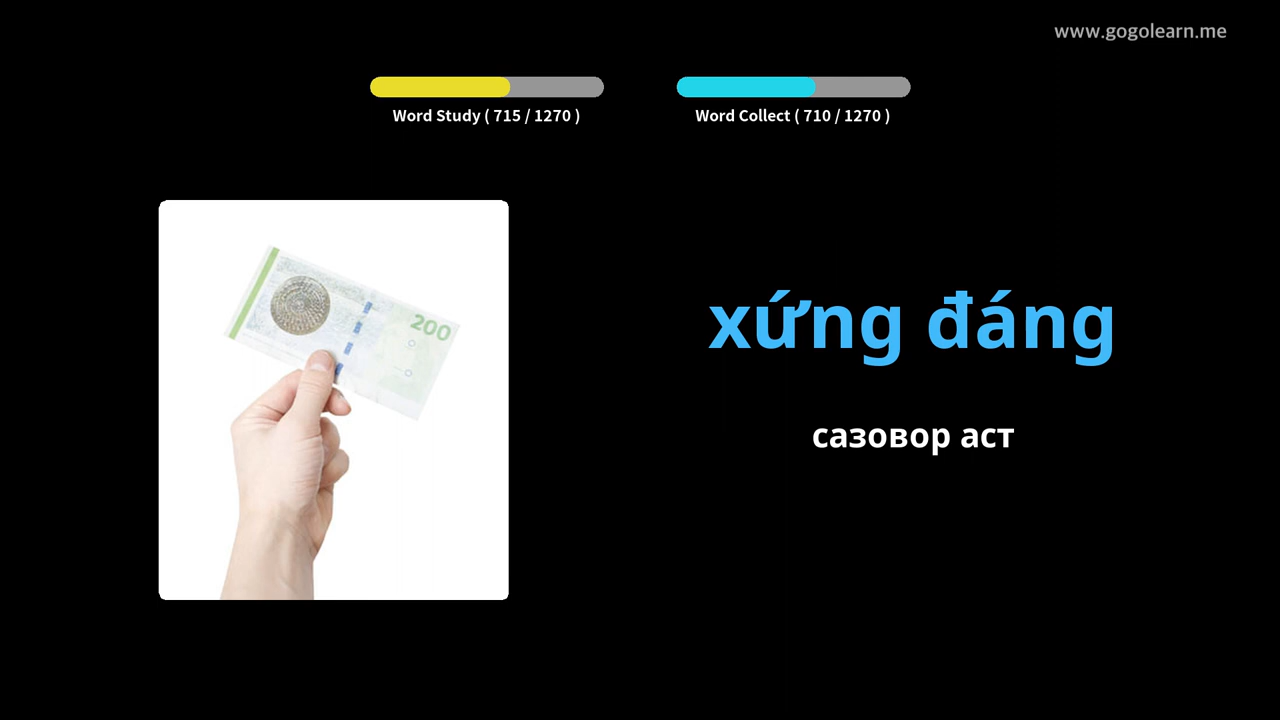 www.gogolearn.me
Word Study ( 715 / 1270 )
Word Collect ( 710 / 1270 )
200
xứng đáng
сазовор аст